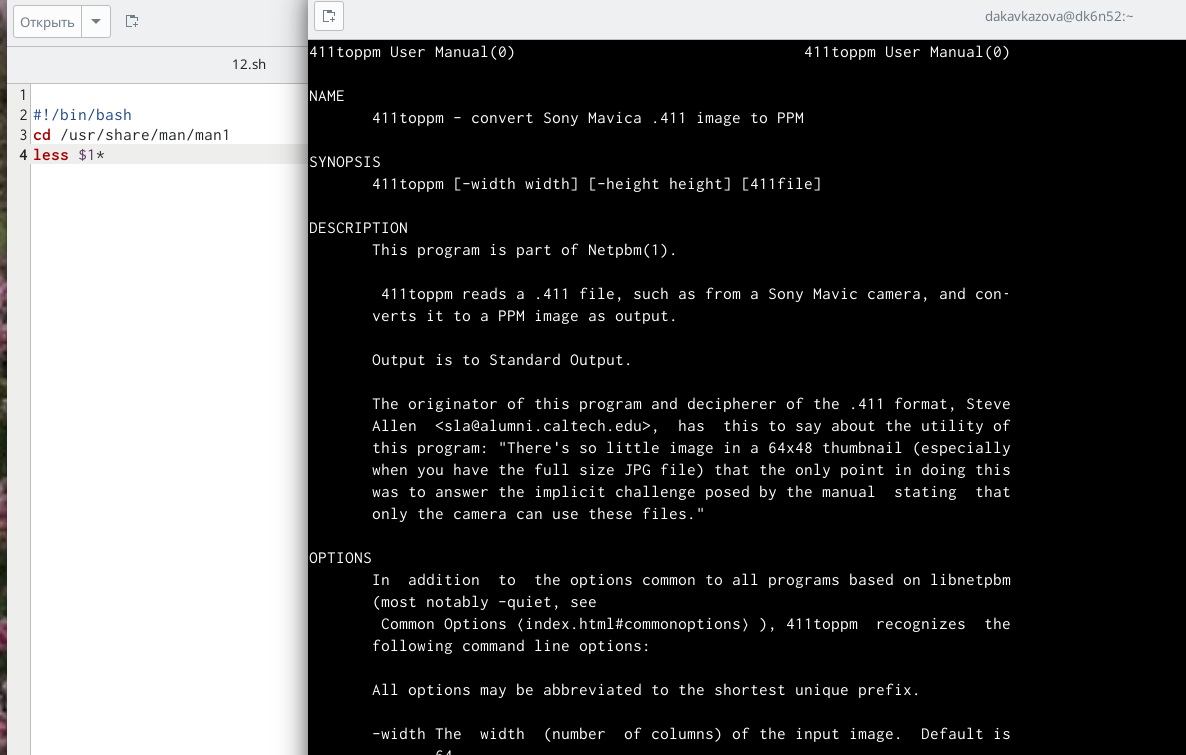 Открыть
12.sh
1
2 #!/bin/bash
3 cd /usr/share/man/man1
4 less $1*
dakavkazova@dk6n52:~
411toppm User Manual(0)                                411toppm User Manual(0)
NAME
       411toppm - convert Sony Mavica .411 image to PPM
SYNOPSIS
       411toppm [-width width] [-height height] [411file]
DESCRIPTION
       This program is part of Netpbm(1).
        411toppm reads a .411 file, such as from a Sony Mavic camera, and con-
       verts it to a PPM image as output.
       Output is to Standard Output.
       The originator of this program and decipherer of the .411 format, Steve
       Allen  <sla@alumni.caltech.edu>,  has  this to say about the utility of
       this program: "There's so little image in a 64x48 thumbnail (especially
       when you have the full size JPG file) that the only point in doing this
       was to answer the implicit challenge posed by the manual  stating  that
       only the camera can use these files."
OPTIONS
       In  addition  to  the options common to all programs based on libnetpbm
       (most notably -quiet, see
        Common Options ⟨index.html#commonoptions⟩ ), 411toppm  recognizes  the
       following command line options:
       All options may be abbreviated to the shortest unique prefix.
       -width The  width  (number  of columns) of the input image.  Default is
              64.